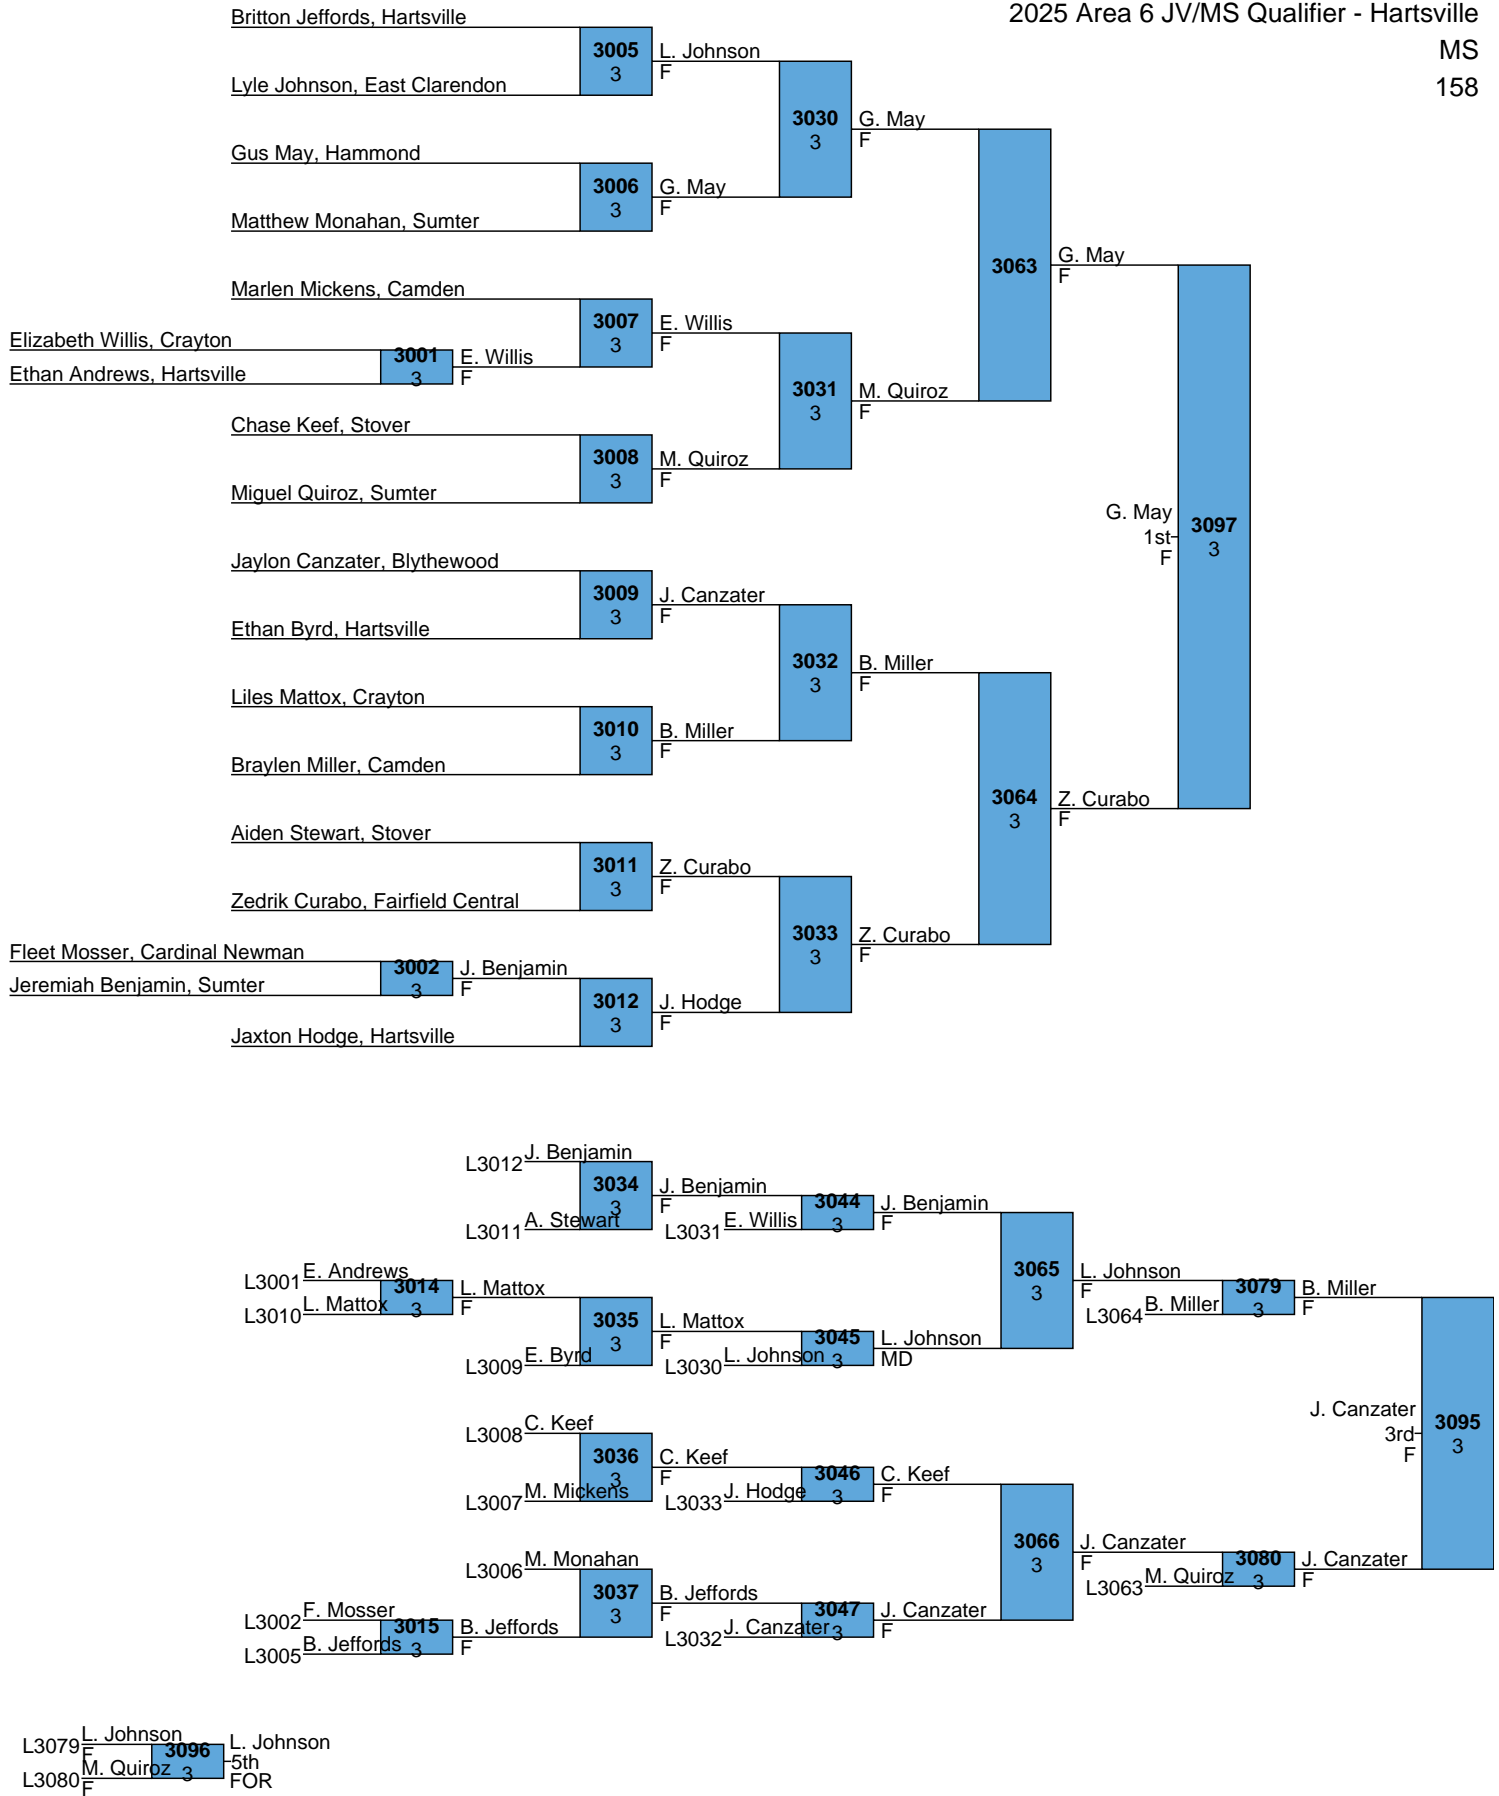 2025 Area 6 JV/MS Qualifier - Hartsville
MS
158
Britton Jeffords, Hartsville
3005
3
L. Johnson
F
Lyle Johnson, East Clarendon
3030
3
G. May
F
Gus May, Hammond
3006
3
G. May
F
Matthew Monahan, Sumter
3063
G. May
F
Marlen Mickens, Camden
3007
3
E. Willis
F
Elizabeth Willis, Crayton
3001
3
E. Willis
F
Ethan Andrews, Hartsville
3031
3
M. Quiroz
F
Chase Keef, Stover
3008
3
M. Quiroz
F
Miguel Quiroz, Sumter
G. May
1st
F
3097
3
Jaylon Canzater, Blythewood
3009
3
J. Canzater
F
Ethan Byrd, Hartsville
3032
3
B. Miller
F
Liles Mattox, Crayton
3010
3
B. Miller
F
Braylen Miller, Camden
3064
3
Z. Curabo
F
Aiden Stewart, Stover
3011
3
Z. Curabo
F
Zedrik Curabo, Fairfield Central
3033
3
Z. Curabo
F
Fleet Mosser, Cardinal Newman
3002
3
J. Benjamin
F
Jeremiah Benjamin, Sumter
3012
3
J. Hodge
F
Jaxton Hodge, Hartsville
L3012
J. Benjamin
3034
3
J. Benjamin
F
L3011
A. Stewart
L3031
E. Willis
3044
3
J. Benjamin
F
L3001
E. Andrews
3014
3
L. Mattox
F
L3010
L. Mattox
3065
3
L. Johnson
F
3035
3
L. Mattox
F
L3009
E. Byrd
L3030
L. Johnson
3045
3
L. Johnson
MD
L3064
B. Miller
3079
3
B. Miller
F
L3008
C. Keef
3036
3
C. Keef
F
L3007
M. Mickens
L3033
J. Hodge
3046
3
C. Keef
F
J. Canzater
3rd
F
3095
3
L3006
M. Monahan
3037
3
B. Jeffords
F
3066
3
J. Canzater
F
L3063
M. Quiroz
3080
3
J. Canzater
F
L3002
F. Mosser
3015
3
B. Jeffords
F
L3005
B. Jeffords
L3032
J. Canzater
3047
3
J. Canzater
F
L3079
L. Johnson
F
3096
3
L. Johnson
5th
FOR
L3080
M. Quiroz
F